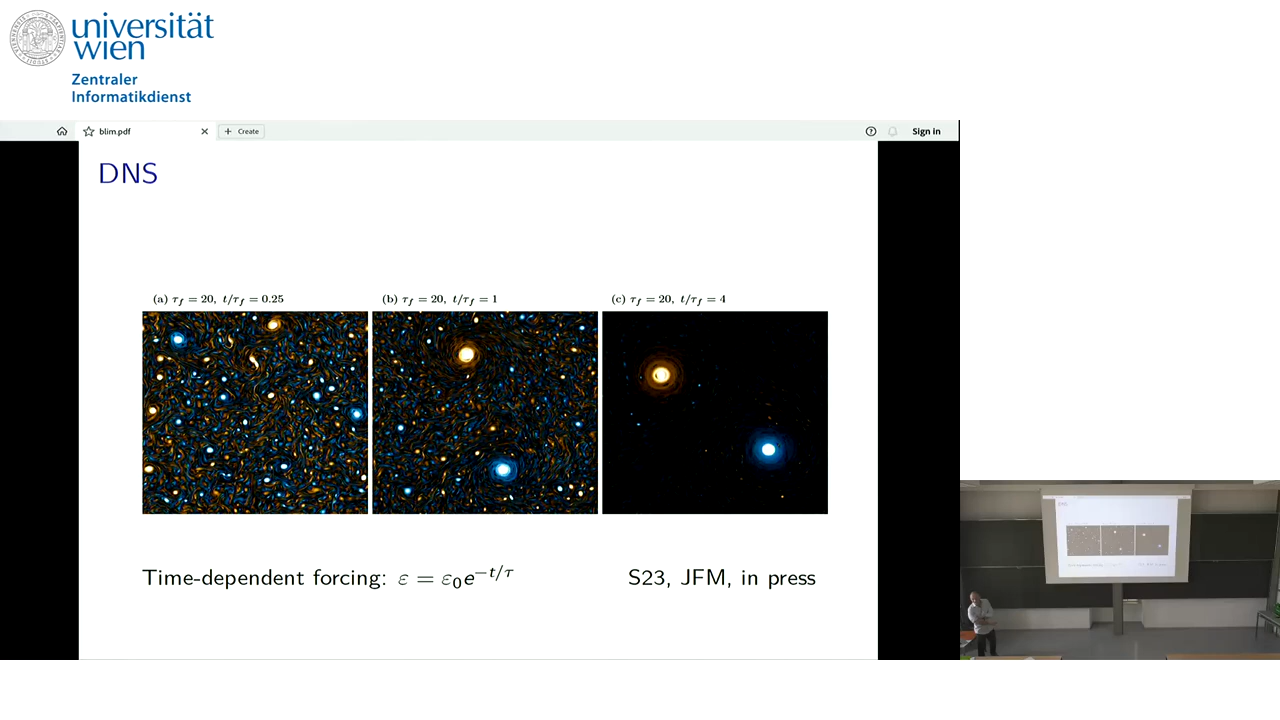 universität
wien
Zentraler
Informatikdienst
blim.pdf
Create
Sign in
DNS
(a) τ_f = 20, t/τ_f = 0.25
(b) τ_f = 20, t/τ_f = 1
(c) τ_f = 20, t/τ_f = 4
Time-dependent forcing: ε = ε₀e^{−t/τ}
S23, JFM, in press